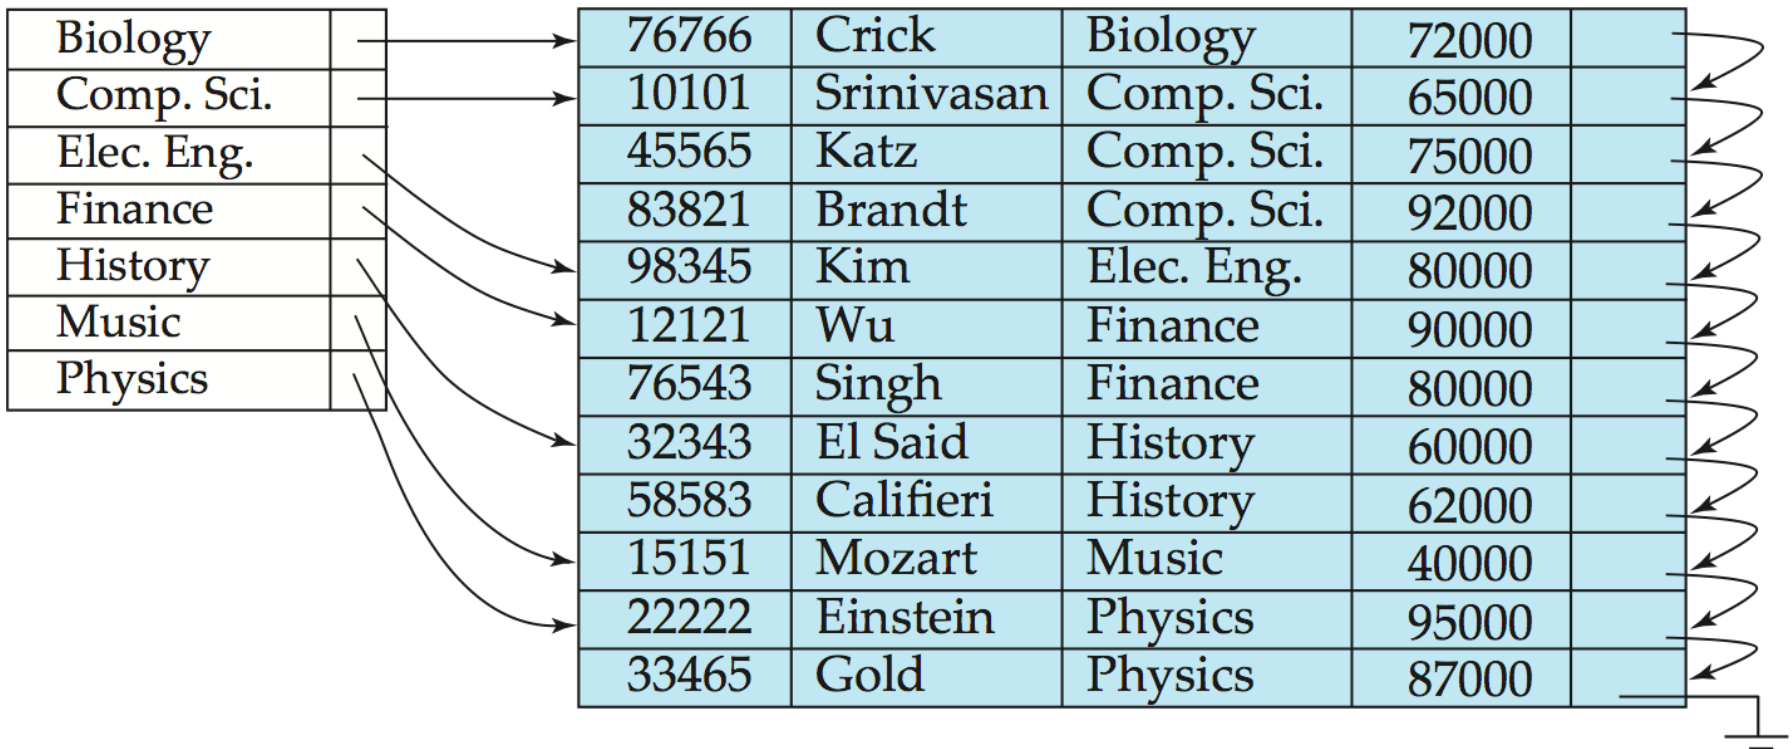 Biology
Comp. Sci.
Elec. Eng.
Finance
History
Music
Physics
76766 Crick Biology 72000
10101 Srinivasan Comp. Sci. 65000
45565 Katz Comp. Sci. 75000
83821 Brandt Comp. Sci. 92000
98345 Kim Elec. Eng. 80000
12121 Wu Finance 90000
76543 Singh Finance 80000
32343 El Said History 60000
58583 Califieri History 62000
15151 Mozart Music 40000
22222 Einstein Physics 95000
33465 Gold Physics 87000